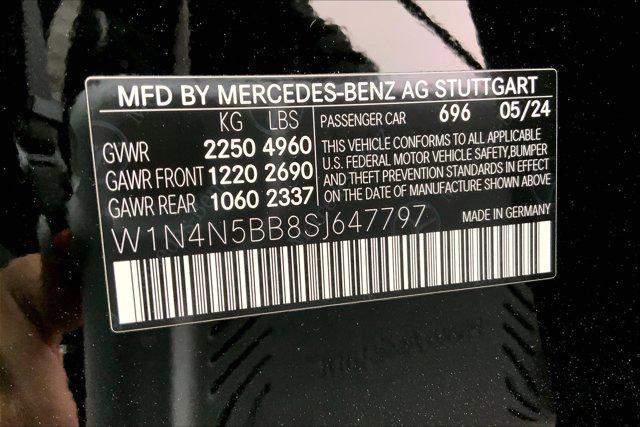 MFD BY MERCEDES-BENZ AG STUTTGART
KG LBS
GVWR 2250 4960
GAWR FRONT 1220 2690
GAWR REAR 1060 2337
PASSENGER CAR 696 05/24
THIS VEHICLE CONFORMS TO ALL APPLICABLE
U.S. FEDERAL MOTOR VEHICLE SAFETY, BUMPER
AND THEFT PREVENTION STANDARDS IN EFFECT
ON THE DATE OF MANUFACTURE SHOWN ABOVE
W1N4N5BB8SJ647797 MADE IN GERMANY